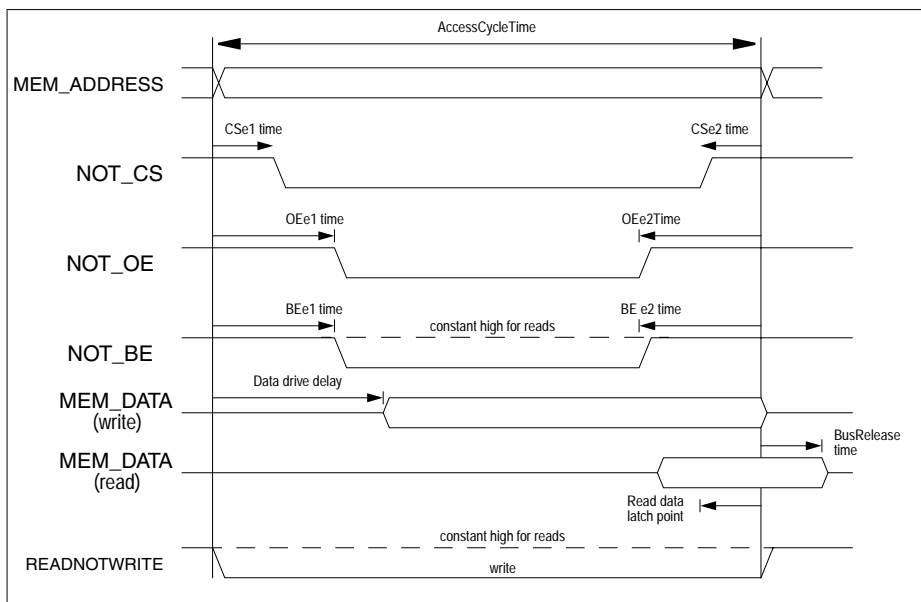 AccessCycleTime
MEM_ADDRESS
CSe1 time
CSe2 time
NOT_CS
OEe1 time
OEe2Time
NOT_OE
BEe1 time
constant high for reads
BE e2 time
NOT_BE
Data drive delay
MEM_DATA
(write)
BusRelease
time
MEM_DATA
(read)
Read data
latch point
constant high for reads
READNOTWRITE
write